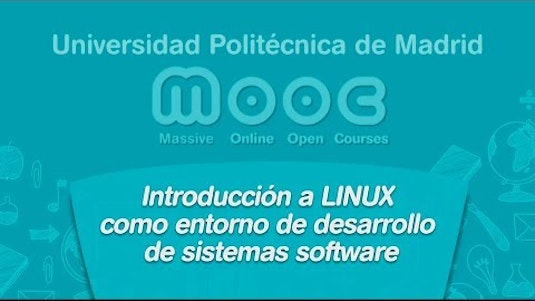 Universidad Politécnica de Madrid
mooc
Massive Online Open Courses
Introducción a LINUX
como entorno de desarrollo
de sistemas software